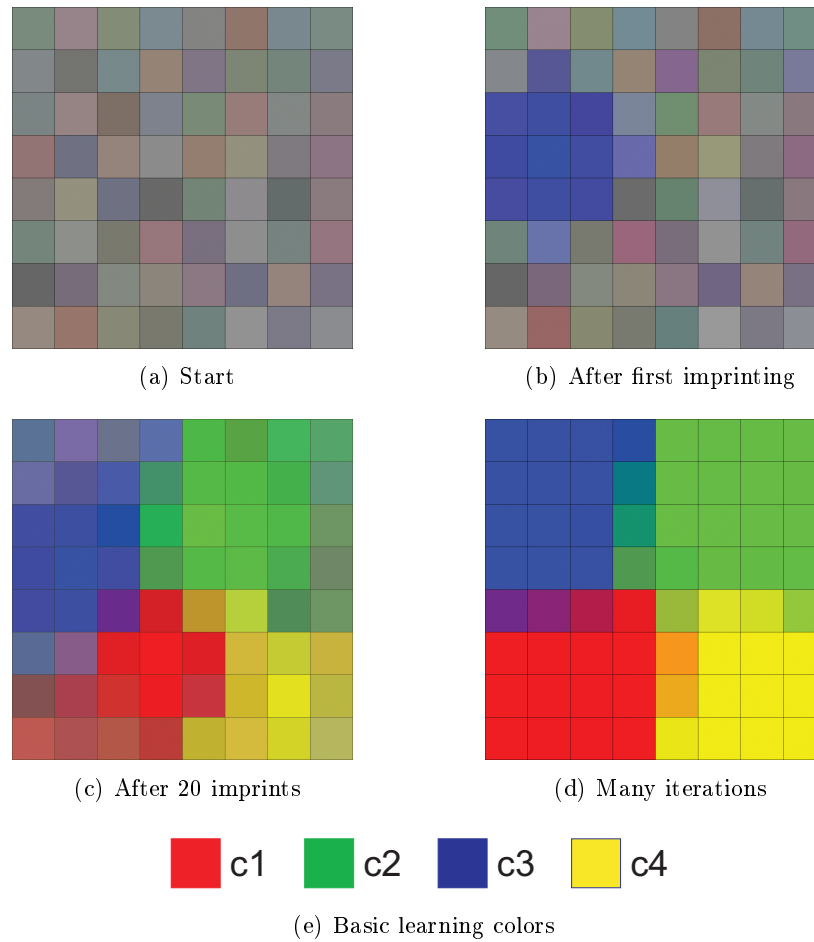 (a) Start
(b) After first imprinting
(c) After 20 imprints
(d) Many iterations
c1 c2 c3 c4
(e) Basic learning colors